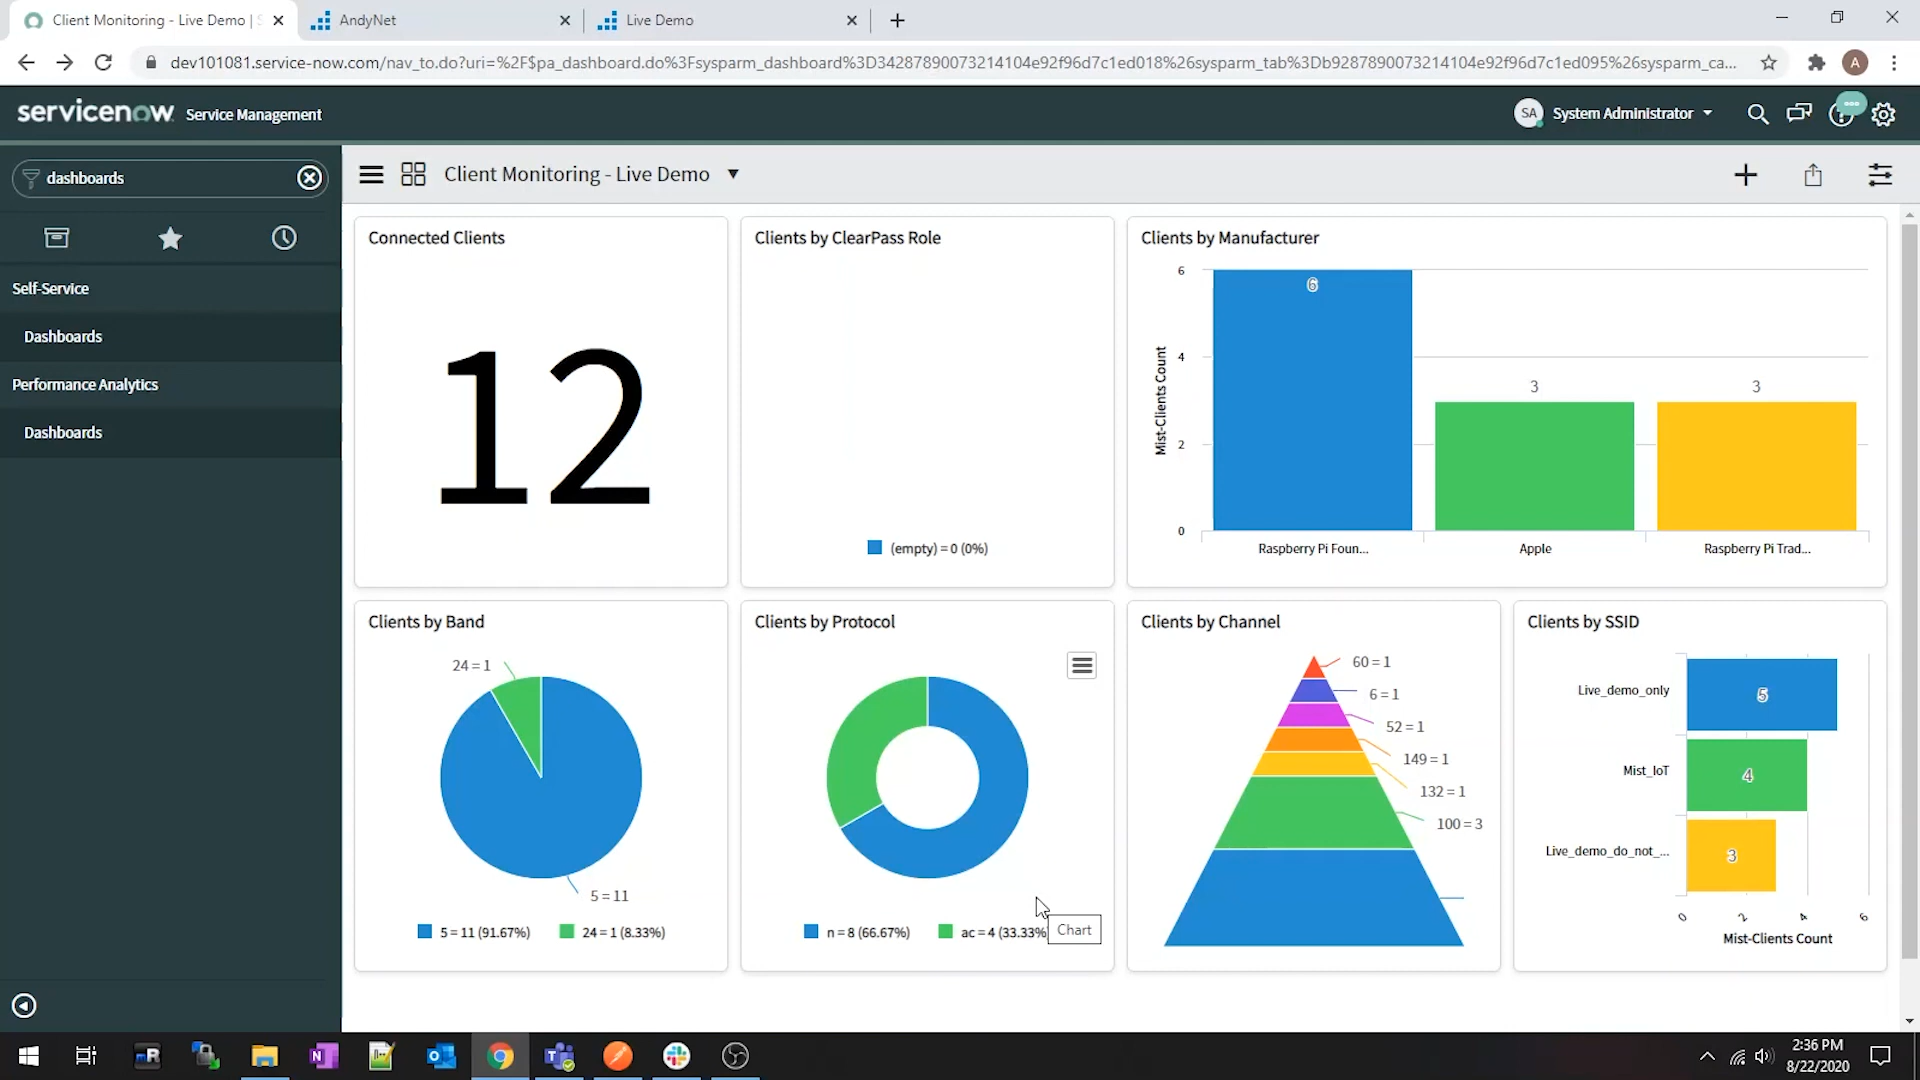 Client Monitoring - Live Demo | S
AndyNet
Live Demo
dev101081.service-now.com/nav_to.do?uri=%2F$pa_dashboard.do%3Fsysparm_dashboard%3D34287890073214104e92f96d7c1ed018%26sysparm_tab%3Db9287890073214104e92f96d7c1ed095%26sysparm_ca...
A
servicenow Service Management
SA System Administrator
dashboards
Self-Service
Dashboards
Performance Analytics
Dashboards
Client Monitoring - Live Demo
Connected Clients
12
Clients by ClearPass Role
(empty) = 0 (0%)
Clients by Manufacturer
Mist-Clients Count
6
4
2
0
6
3
3
Raspberry Pi Foun...
Apple
Raspberry Pi Trad...
Clients by Band
24 = 1
5 = 11
5 = 11 (91.67%)
24 = 1 (8.33%)
Clients by Protocol
n = 8 (66.67%)
ac = 4 (33.33%
Chart
Clients by Channel
60 = 1
6 = 1
52 = 1
149 = 1
132 = 1
100 = 3
Clients by SSID
Live_demo_only
5
Mist_IoT
4
Live_demo_do_not_...
3
0
2
4
6
Mist-Clients Count
2:36 PM
8/22/2020